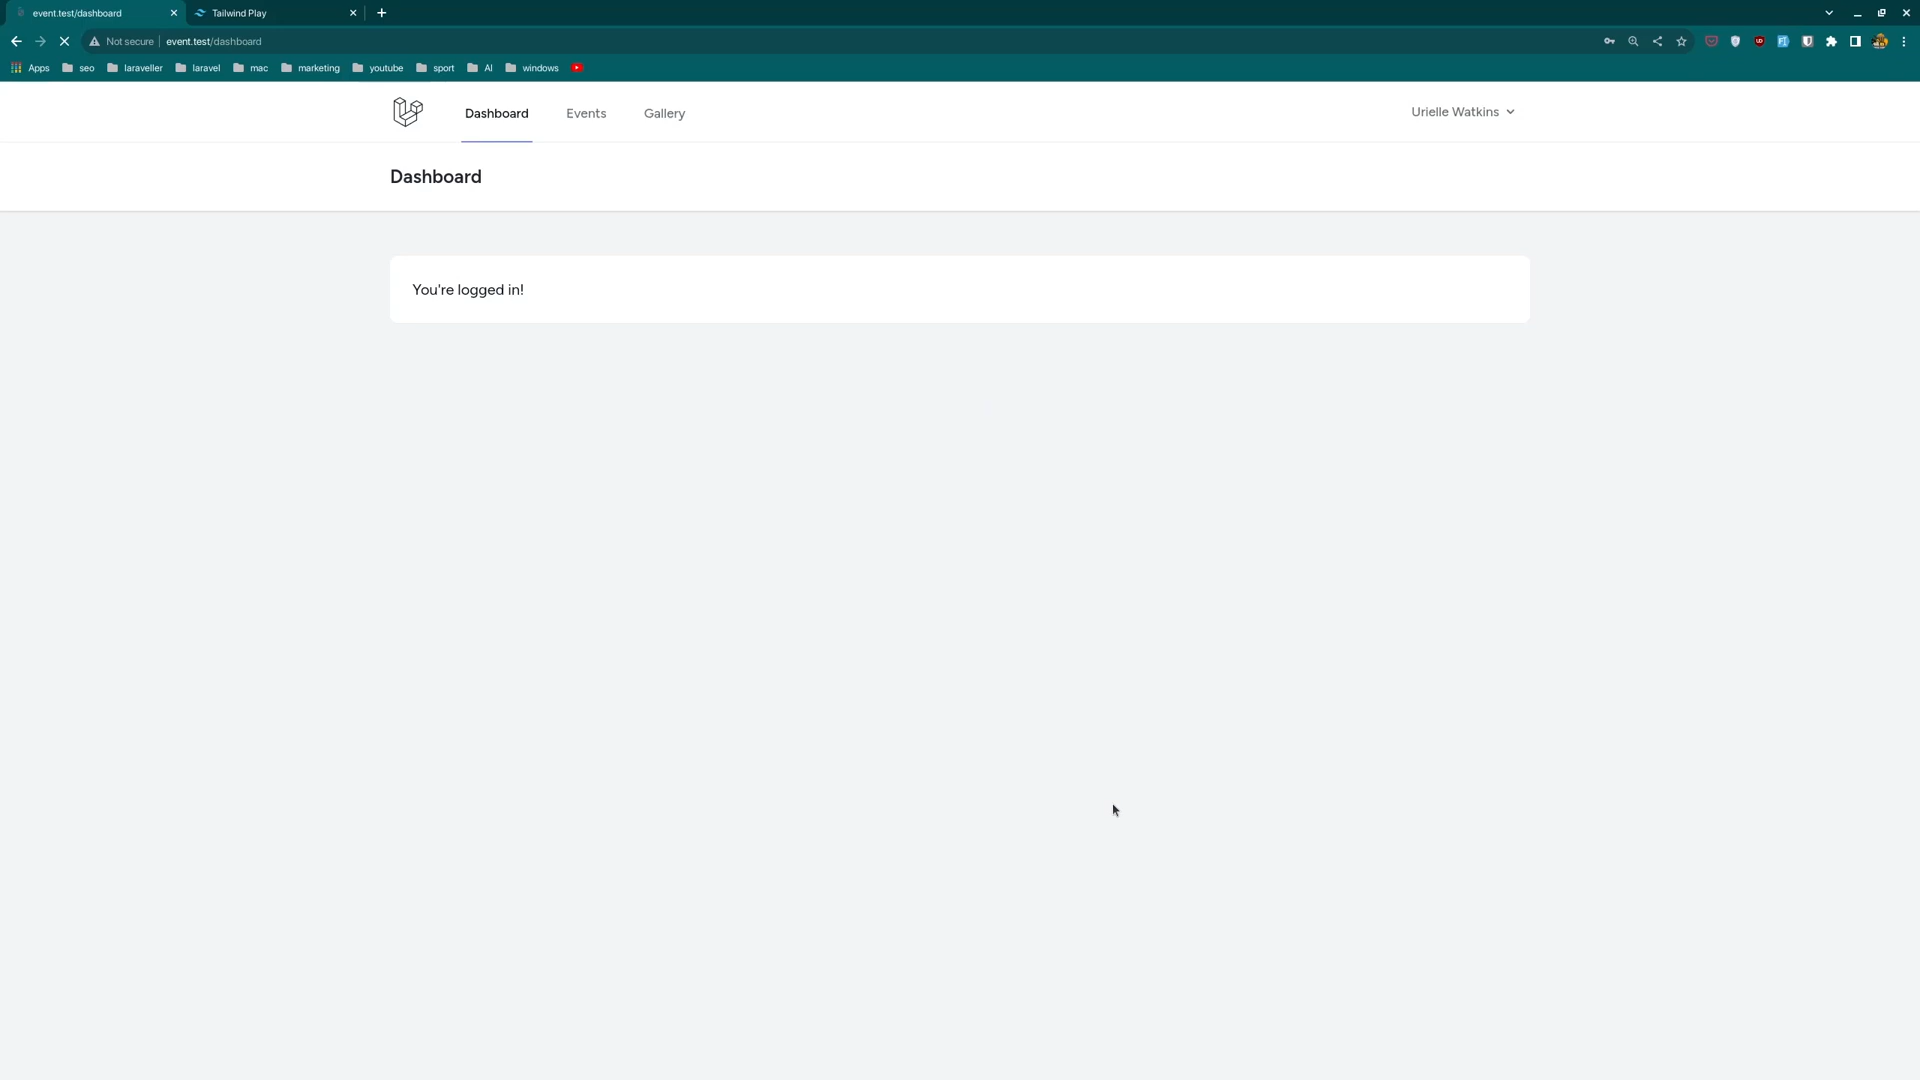 event.test/dashboard
Tailwind Play
Not secure
event.test/dashboard
Apps
seo
laraveller
laravel
mac
marketing
youtube
sport
AI
windows
Dashboard
Events
Gallery
Urielle Watkins
Dashboard
You're logged in!